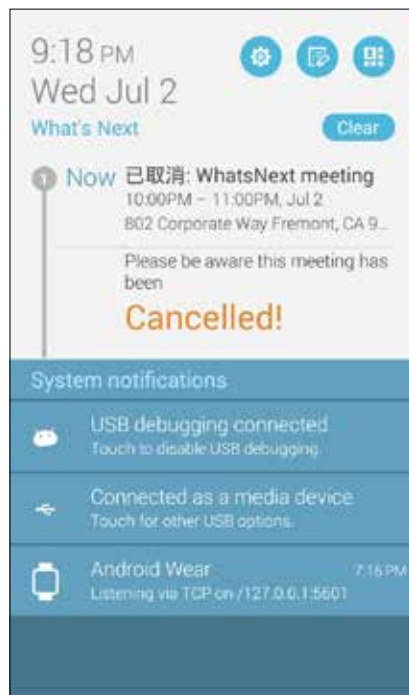 9:18 PM
Wed Jul 2
What's Next
Clear
1
Now
已取消: WhatsNext meeting
10:00PM – 11:00PM, Jul 2
802 Corporate Way Fremont, CA 9...
Please be aware this meeting has
been
Cancelled!
System notifications
USB debugging connected
Touch to disable USB debugging.
Connected as a media device
Touch for other USB options.
Android Wear
7:16 PM
Listening via TCP on /127.0.0.1:5601